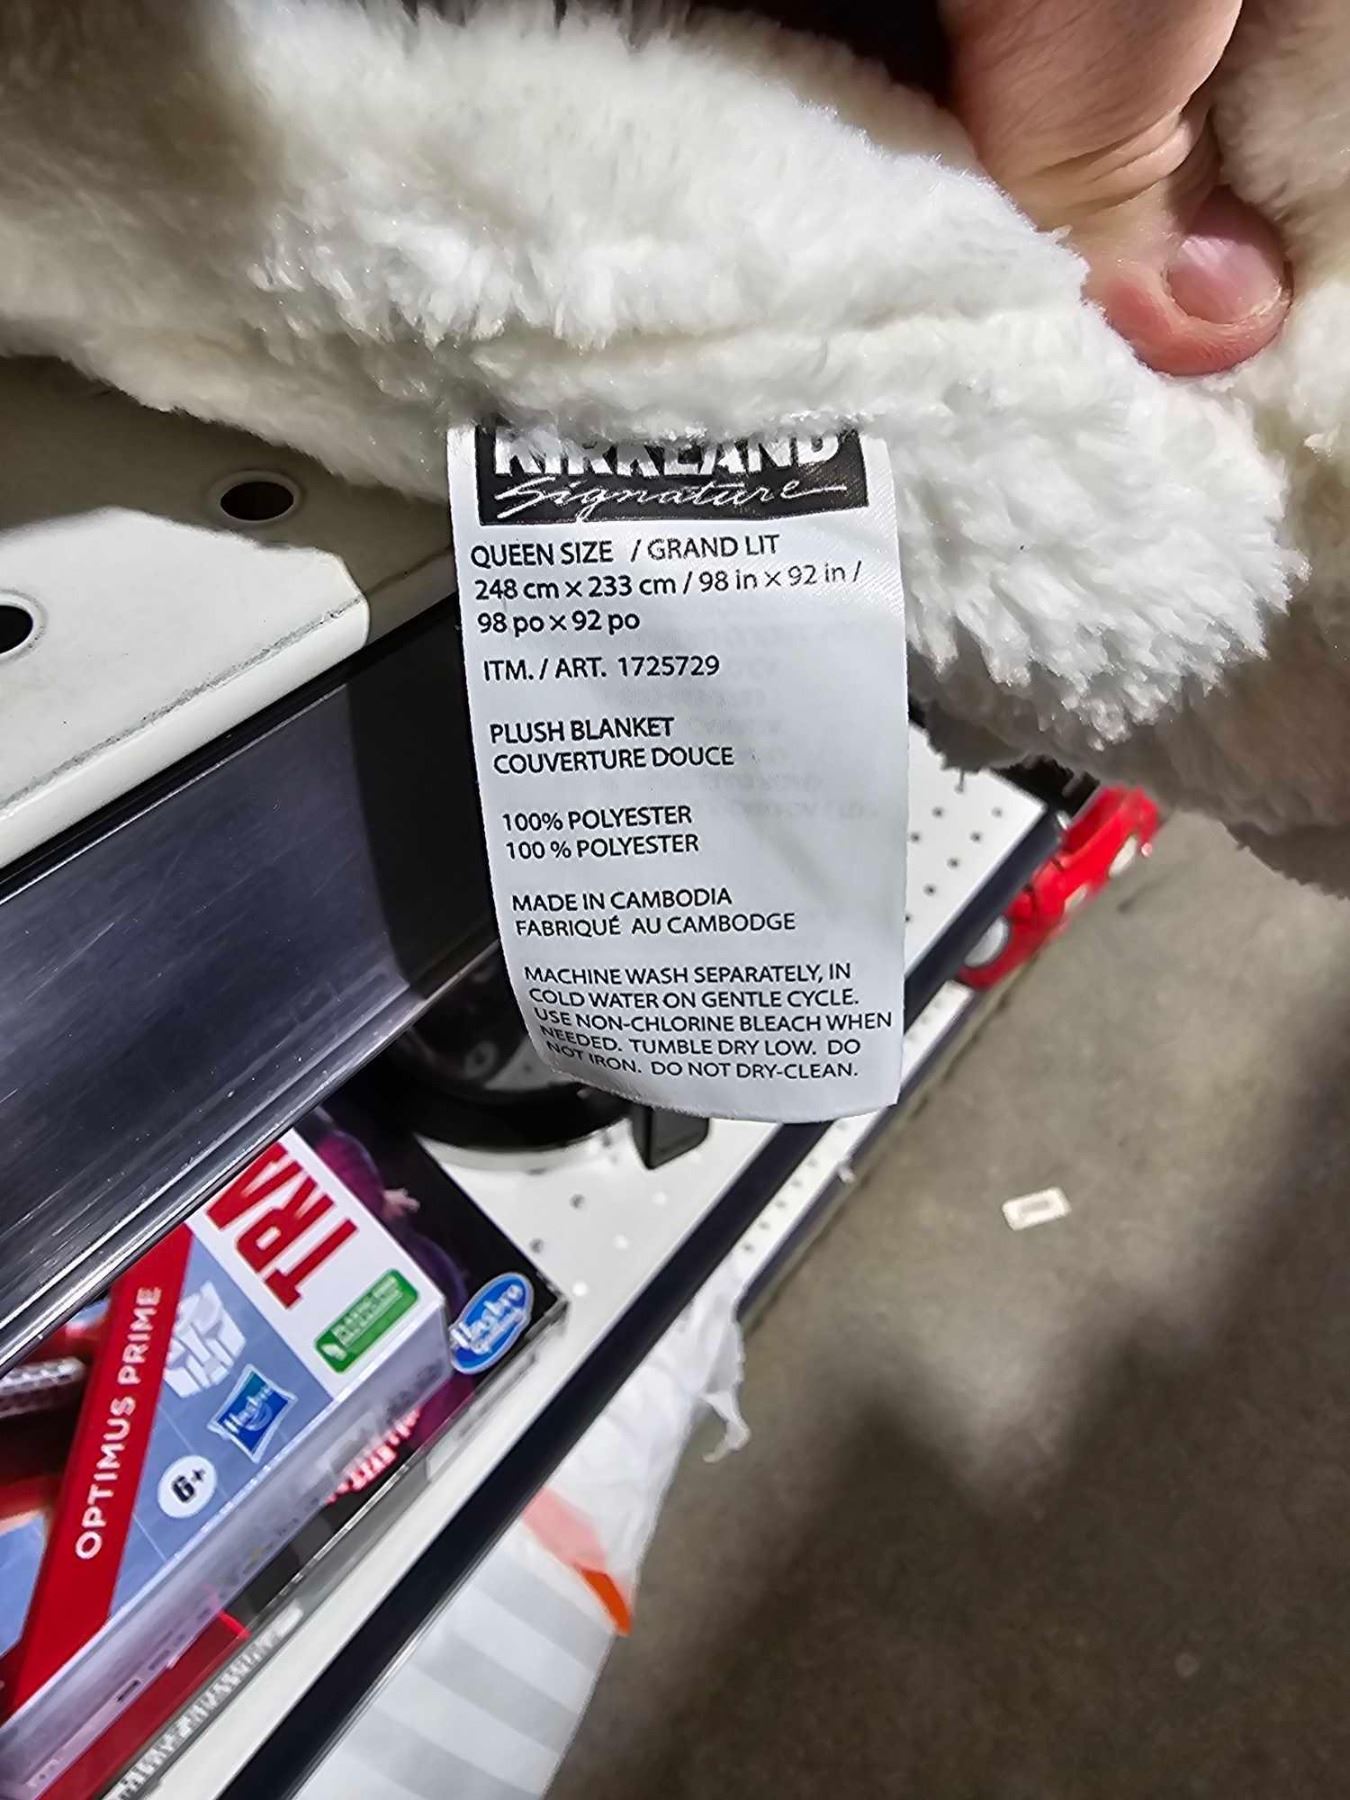 KIRKLAND
Signature
QUEEN SIZE / GRAND LIT
248 cm x 233 cm / 98 in x 92 in /
98 po x 92 po
ITM. / ART. 1725729
PLUSH BLANKET
COUVERTURE DOUCE
100% POLYESTER
100 % POLYESTER
MADE IN CAMBODIA
FABRIQUÉ AU CAMBODGE
MACHINE WASH SEPARATELY, IN
COLD WATER ON GENTLE CYCLE.
USE NON-CHLORINE BLEACH WHEN
NEEDED. TUMBLE DRY LOW. DO
NOT IRON. DO NOT DRY-CLEAN.
TRA
OPTIMUS PRIME
Hasbro
6+
Hasbro